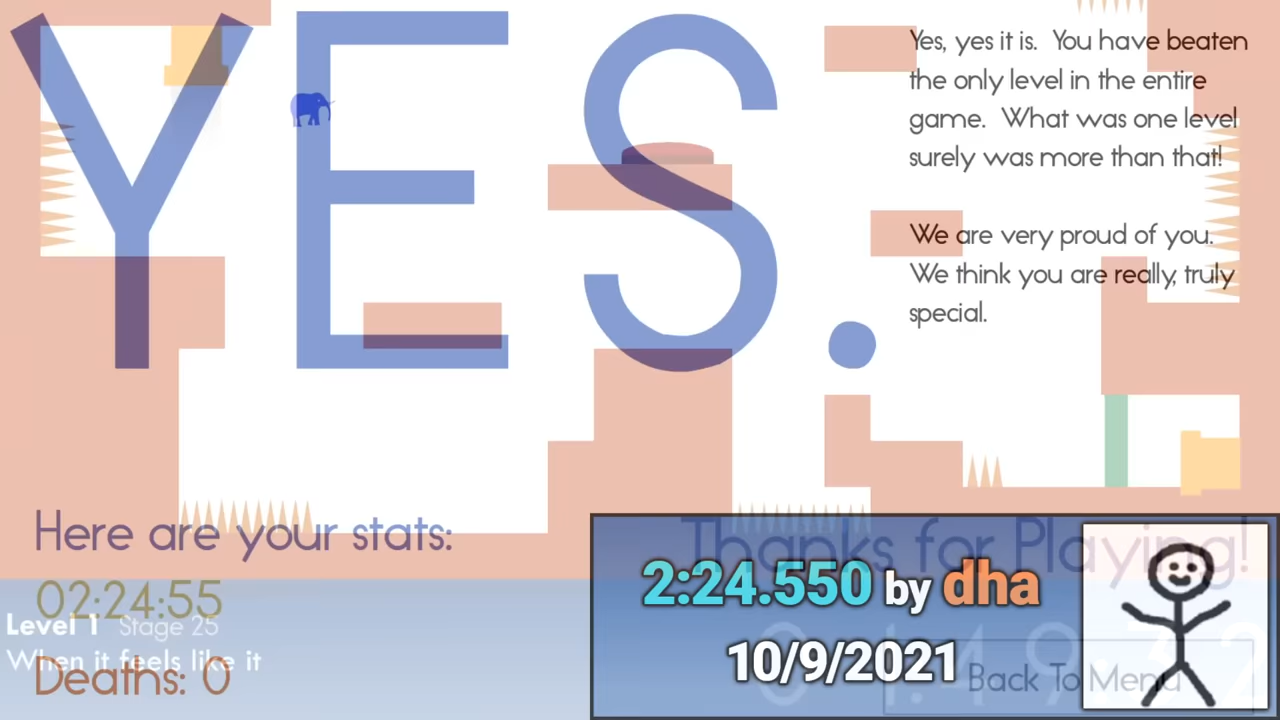 YES.
Yes, yes it is. You have beaten
the only level in the entire
game. What was one level
surely was more than that!
We are very proud of you.
We think you are really, truly
special.
Here are your stats:
02:24:55
Level 1 Stage 25
When it feels like it
Deaths: 0
Thanks for Playing!
2:24.550 by dha
10/9/2021
Back To Menu